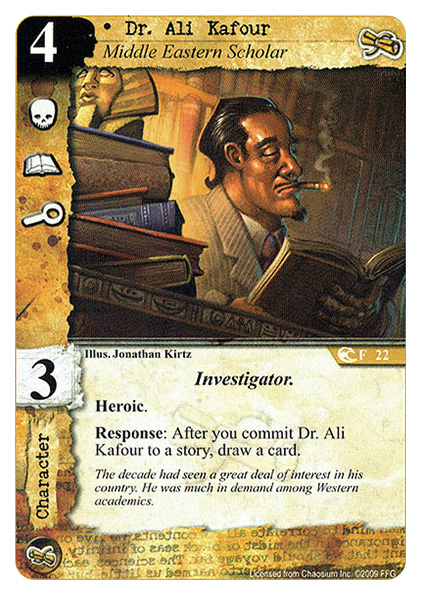 4
• Dr. Ali Kafour
Middle Eastern Scholar
Illus. Jonathan Kirtz
F 22
3
Investigator.
Heroic.
Response: After you commit Dr. Ali
Kafour to a story, draw a card.
The decade had seen a great deal of interest in his
country. He was much in demand among Western
academics.
Character
Licensed from Chaosium Inc. ©2009 FFG